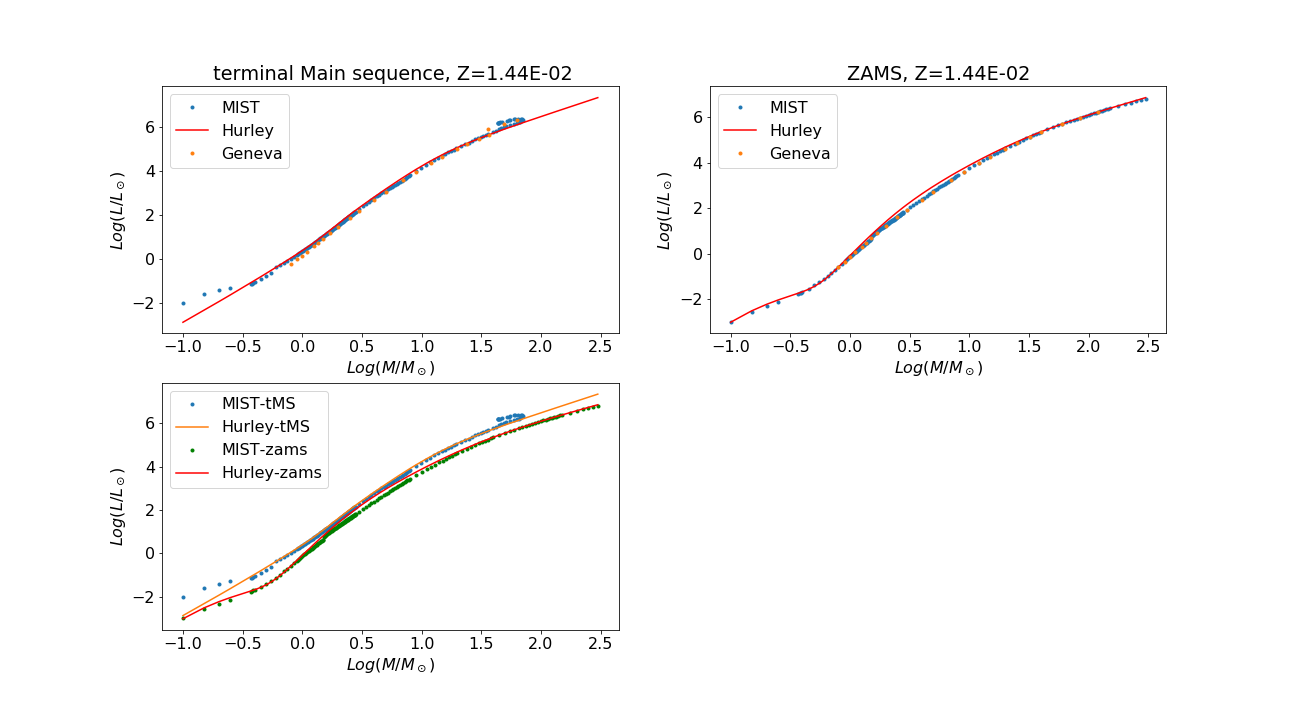 terminal Main sequence, Z=1.44E-02
MIST
Hurley
Geneva
6
4
2
0
−2
−1.0 −0.5 0.0 0.5 1.0 1.5 2.0 2.5
Log(L/L⊙)
Log(M/M⊙)
ZAMS, Z=1.44E-02
MIST
Hurley
Geneva
6
4
2
0
−2
−1.0 −0.5 0.0 0.5 1.0 1.5 2.0 2.5
Log(L/L⊙)
Log(M/M⊙)
MIST-tMS
Hurley-tMS
MIST-zams
Hurley-zams
6
4
2
0
−2
−1.0 −0.5 0.0 0.5 1.0 1.5 2.0 2.5
Log(L/L⊙)
Log(M/M⊙)